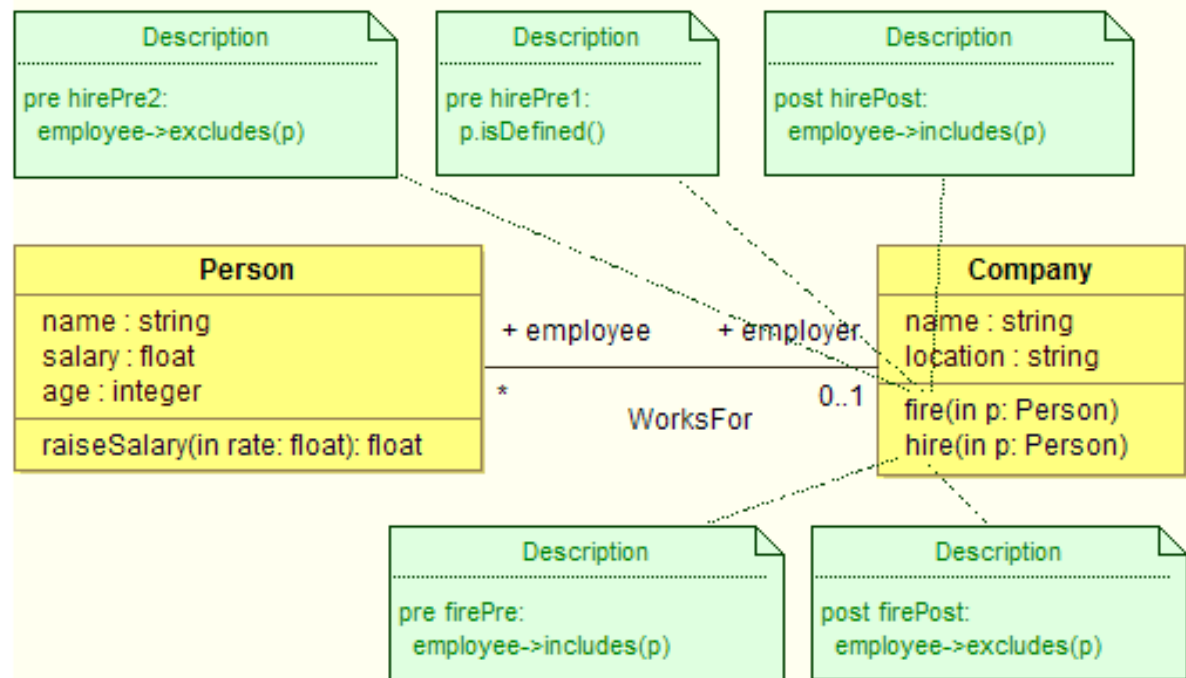 Description
pre hirePre2:
employee->excludes(p)
Description
pre hirePre1:
p.isDefined()
Description
post hirePost:
employee->includes(p)
Person
name : string
salary : float
age : integer
raiseSalary(in rate: float): float
+ employee
+ employer
*
0..1
WorksFor
Company
name : string
location : string
fire(in p: Person)
hire(in p: Person)
Description
pre firePre:
employee->includes(p)
Description
post firePost:
employee->excludes(p)